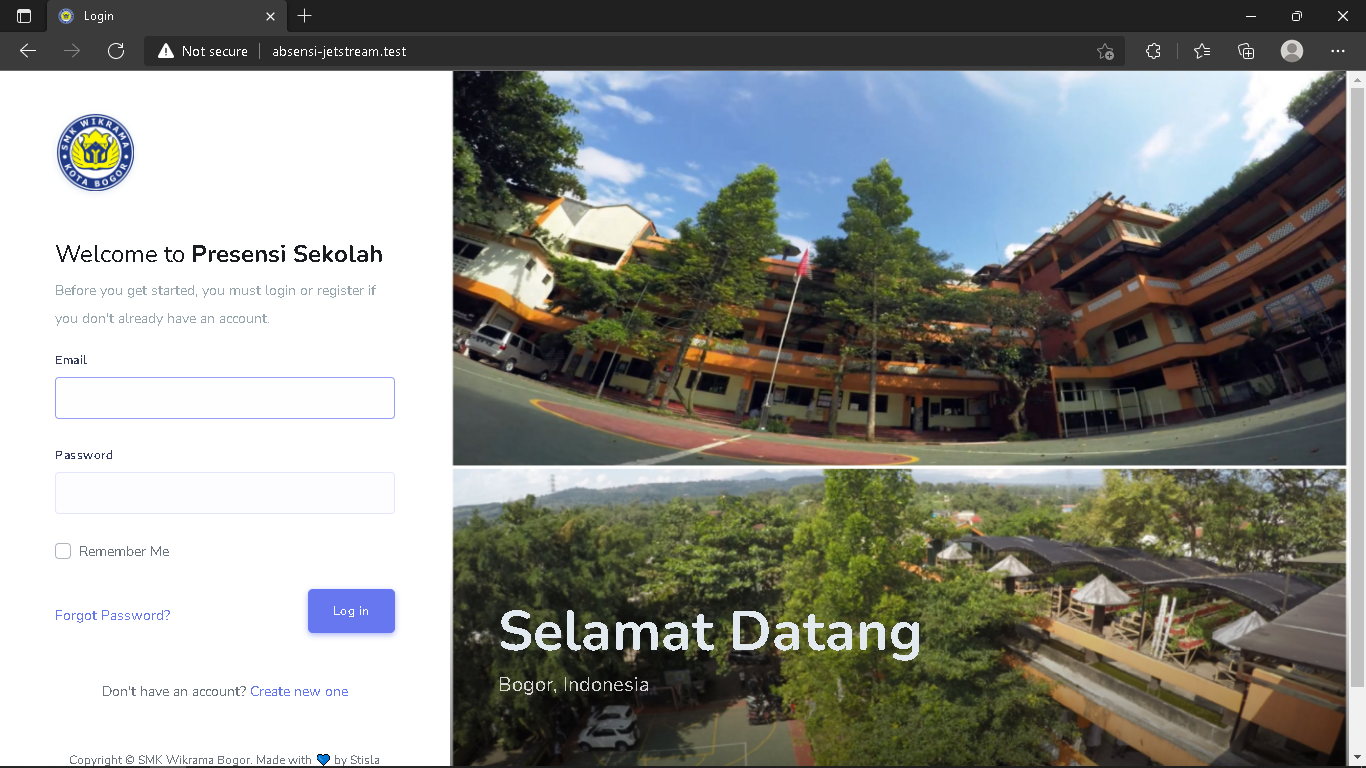 Login
Not secure
absensi-jetstream.test
SMK WIKRAMA
KOTA BOGOR
Welcome to Presensi Sekolah
Before you get started, you must login or register if
you don't already have an account.
Email
Password
Remember Me
Forgot Password?
Log in
Don't have an account? Create new one
Copyright © SMK Wikrama Bogor. Made with 💙 by Stisla
Selamat Datang
Bogor, Indonesia